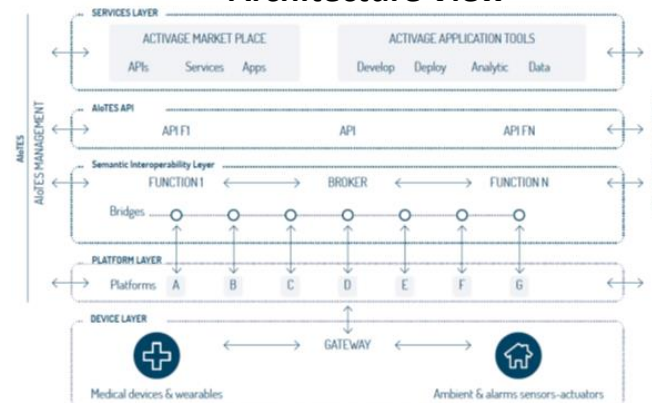 Architecture View
SERVICES LAYER
ACTIVAGE MARKET PLACE
APIs Services Apps
ACTIVAGE APPLICATION TOOLS
Develop Deploy Analytic Data
AIoTES API
API F1 API API FN
Semantic Interoperability Layer
FUNCTION 1 BROKER FUNCTION N
Bridges
PLATFORM LAYER
Platforms A B C D E F G
DEVICE LAYER
GATEWAY
Medical devices & wearables
Ambient & alarms sensors-actuators
AIoTES
AIoTES MANAGEMENT